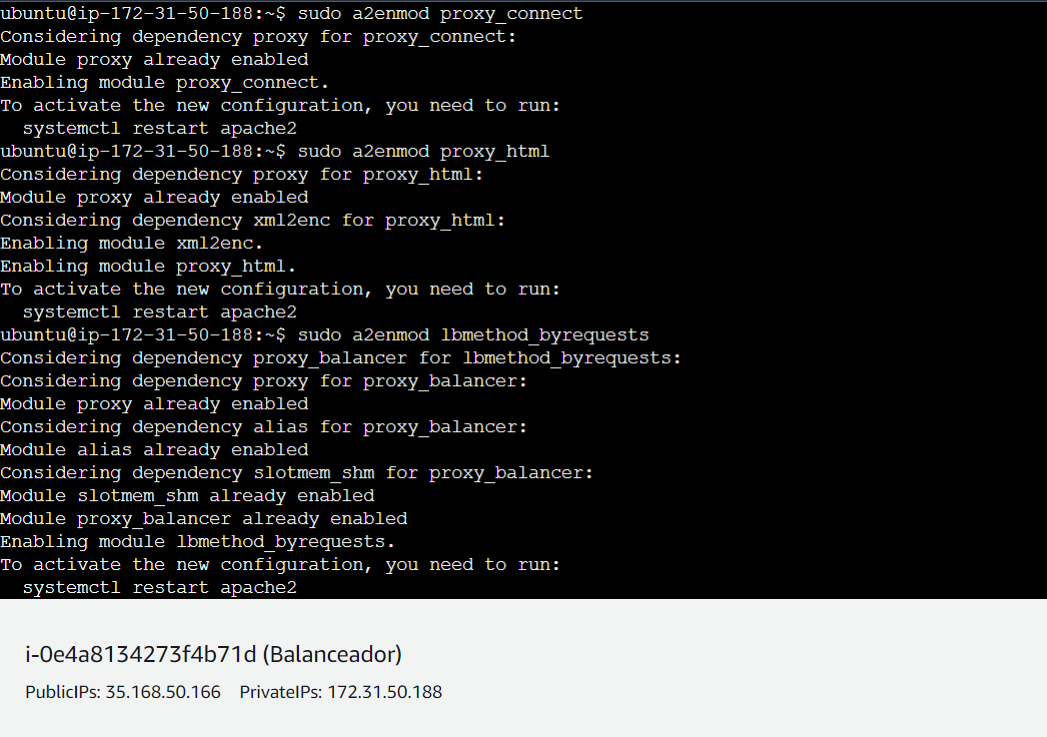 ubuntu@ip-172-31-50-188:~$ sudo a2enmod proxy_connect
Considering dependency proxy for proxy_connect:
Module proxy already enabled
Enabling module proxy_connect.
To activate the new configuration, you need to run:
  systemctl restart apache2
ubuntu@ip-172-31-50-188:~$ sudo a2enmod proxy_html
Considering dependency proxy for proxy_html:
Module proxy already enabled
Considering dependency xml2enc for proxy_html:
Enabling module xml2enc.
Enabling module proxy_html.
To activate the new configuration, you need to run:
  systemctl restart apache2
ubuntu@ip-172-31-50-188:~$ sudo a2enmod lbmethod_byrequests
Considering dependency proxy_balancer for lbmethod_byrequests:
Considering dependency proxy for proxy_balancer:
Module proxy already enabled
Considering dependency alias for proxy_balancer:
Module alias already enabled
Considering dependency slotmem_shm for proxy_balancer:
Module slotmem_shm already enabled
Module proxy_balancer already enabled
Enabling module lbmethod_byrequests.
To activate the new configuration, you need to run:
  systemctl restart apache2
i-0e4a8134273f4b71d (Balanceador)
PublicIPs: 35.168.50.166 PrivateIPs: 172.31.50.188